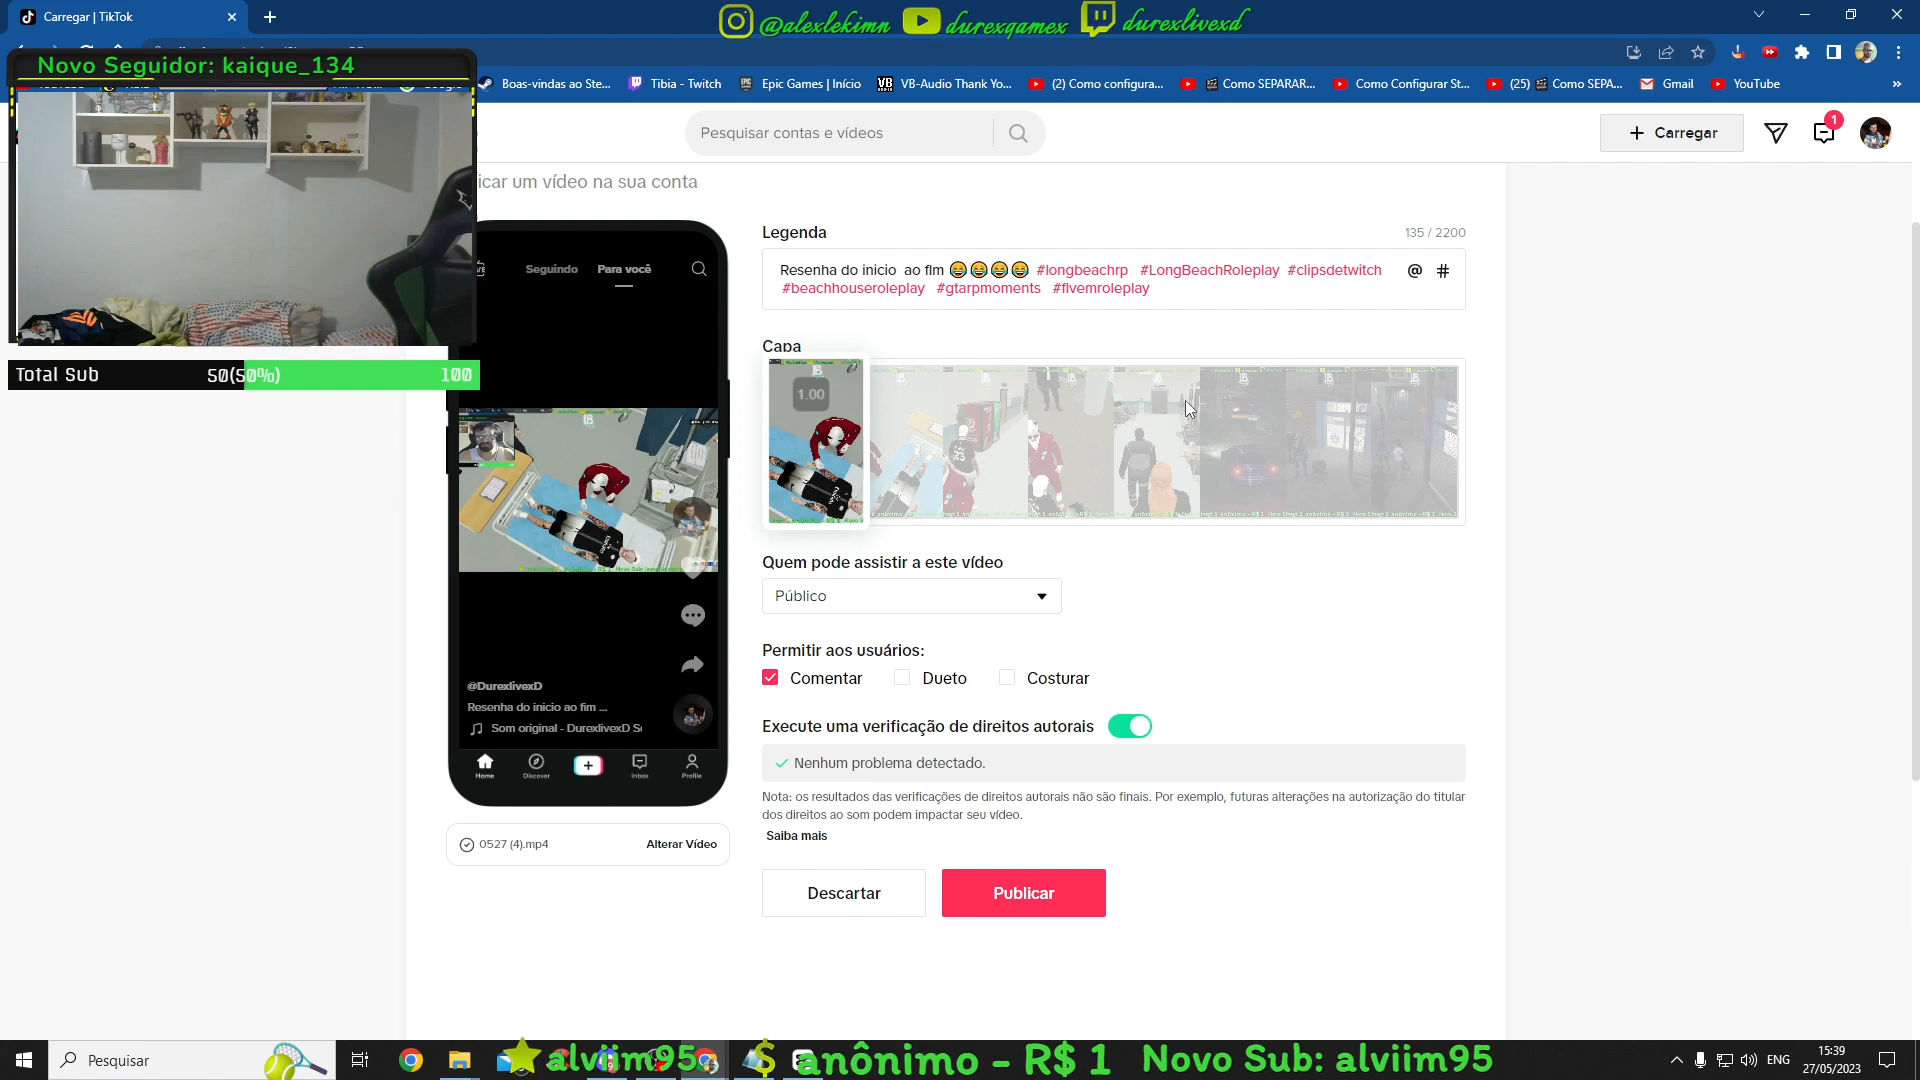 Carregar | TikTok
@alexlekimn durexgamex durexlivexd
Novo Seguidor: kaique_134
Boas-vindas ao Ste... Tibia - Twitch Epic Games | Início VB-Audio Thank Yo... (2) Como configura... Como SEPARAR... Como Configurar St... (25) Como SEPA... Gmail YouTube
Pesquisar contas e vídeos
Carregar
1
icar um vídeo na sua conta
Legenda
135 / 2200
Resenha do inicio ao fIm 😂😂😂😂 #longbeachrp #LongBeachRoleplay #clipsdetwitch
#beachhouseroleplay #gtarpmoments #fivemroleplay
@ #
Seguindo Para você
Total Sub 50(50%) 100
Capa
1.00
Quem pode assistir a este vídeo
Público
Permitir aos usuários:
Comentar Dueto Costurar
@DurexlivexD
Resenha do inicio ao fim ...
Som original - DurexlivexD S
Home Discover Inbox Profile
Execute uma verificação de direitos autorais
Nenhum problema detectado.
Nota: os resultados das verificações de direitos autorais não são finais. Por exemplo, futuras alterações na autorização do titular
dos direitos ao som podem impactar seu vídeo.
Saiba mais
0527 (4).mp4 Alterar Vídeo
Descartar Publicar
Pesquisar
alviim95 $ anônimo - R$ 1 Novo Sub: alviim95
ENG
15:39
27/05/2023